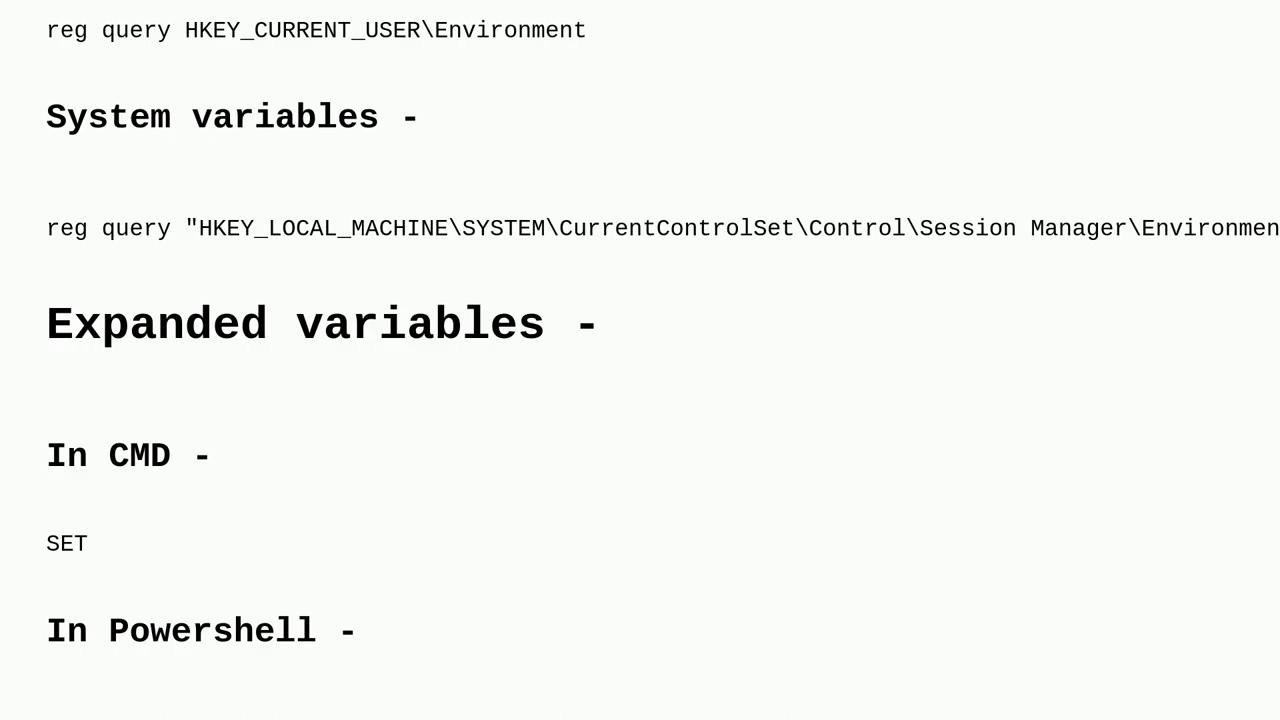 reg query HKEY_CURRENT_USER\Environment
System variables -
reg query "HKEY_LOCAL_MACHINE\SYSTEM\CurrentControlSet\Control\Session Manager\Environmen
Expanded variables -
In CMD -
SET
In Powershell -